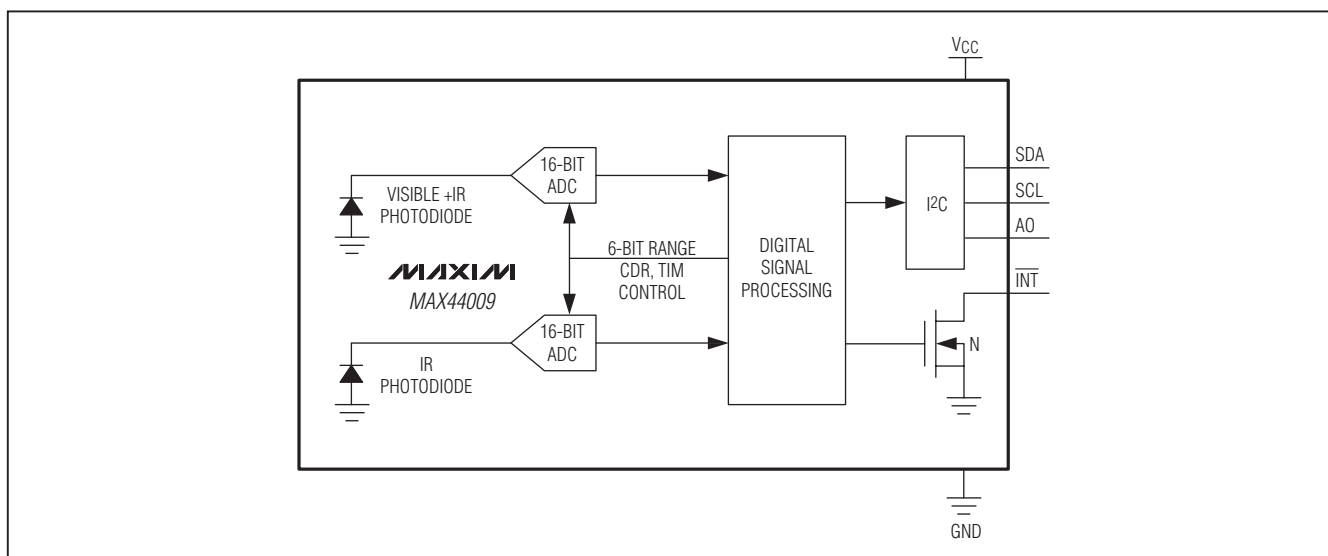 VCC
16-BIT
ADC
VISIBLE +IR
PHOTODIODE
6-BIT RANGE
CDR, TIM
CONTROL
MAXIM
MAX44009
16-BIT
ADC
IR
PHOTODIODE
DIGITAL
SIGNAL
PROCESSING
I2C
SDA
SCL
A0
INT
N
GND